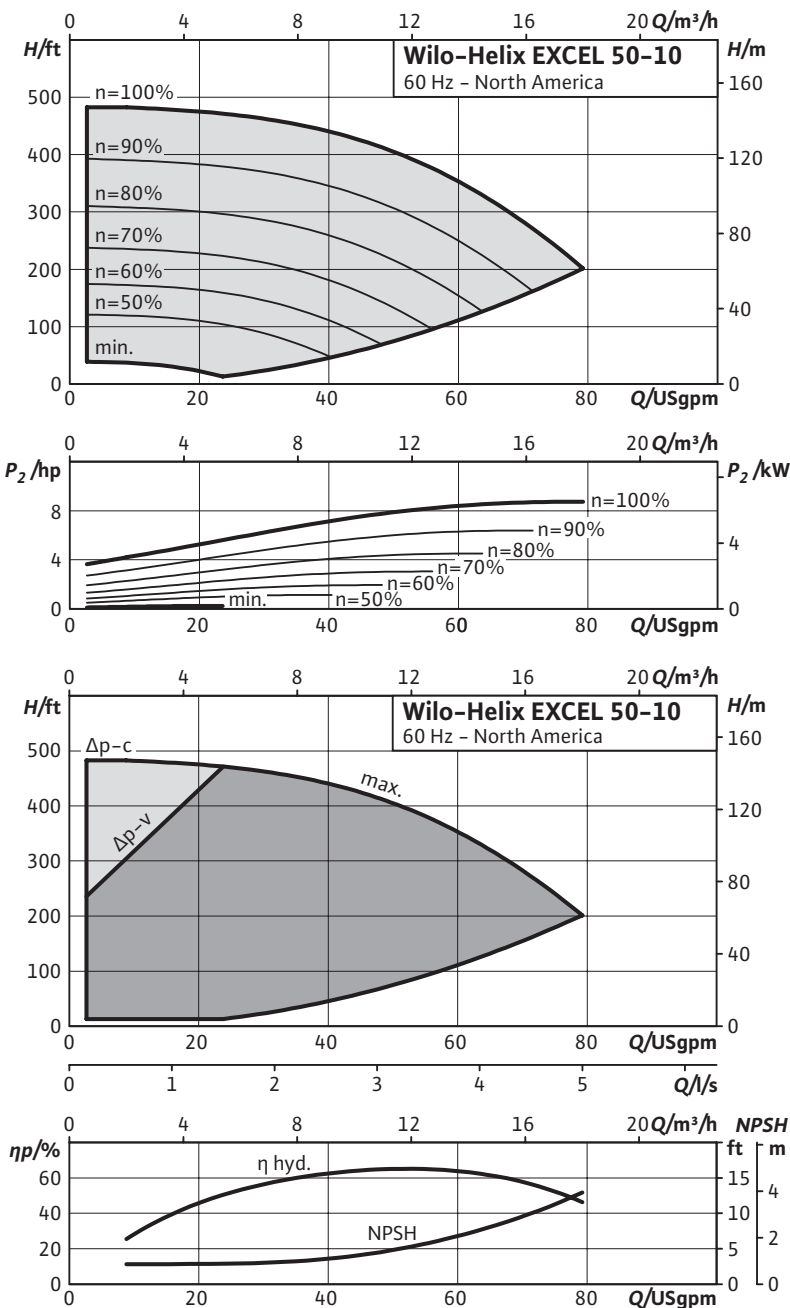 0 4 8 12 16 20 Q/m³/h
H/ft
Wilo-Helix EXCEL 50-10
60 Hz – North America
H/m
n=100%
n=90%
n=80%
n=70%
n=60%
n=50%
min.
500
400
300
200
100
0
160
120
80
40
0
20 40 60 80 Q/USgpm
0 4 8 12 16 20 Q/m³/h
P2 /hp
P2 /kW
n=100%
n=90%
n=80%
n=70%
n=60%
n=50%
min.
8
4
0
4
0
0 20 40 60 80 Q/USgpm
0 4 8 12 16 20 Q/m³/h
H/ft
Wilo-Helix EXCEL 50-10
60 Hz – North America
H/m
Δp-c
max.
Δp-v
500
400
300
200
100
0
160
120
80
40
0
20 40 60 80 Q/USgpm
0 1 2 3 4 5 Q/l/s
0 4 8 12 16 20 Q/m³/h NPSH
ηp/%
ft m
η hyd.
NPSH
60
40
20
0
15
10
5
0
4
2
0
0 20 40 60 80 Q/USgpm